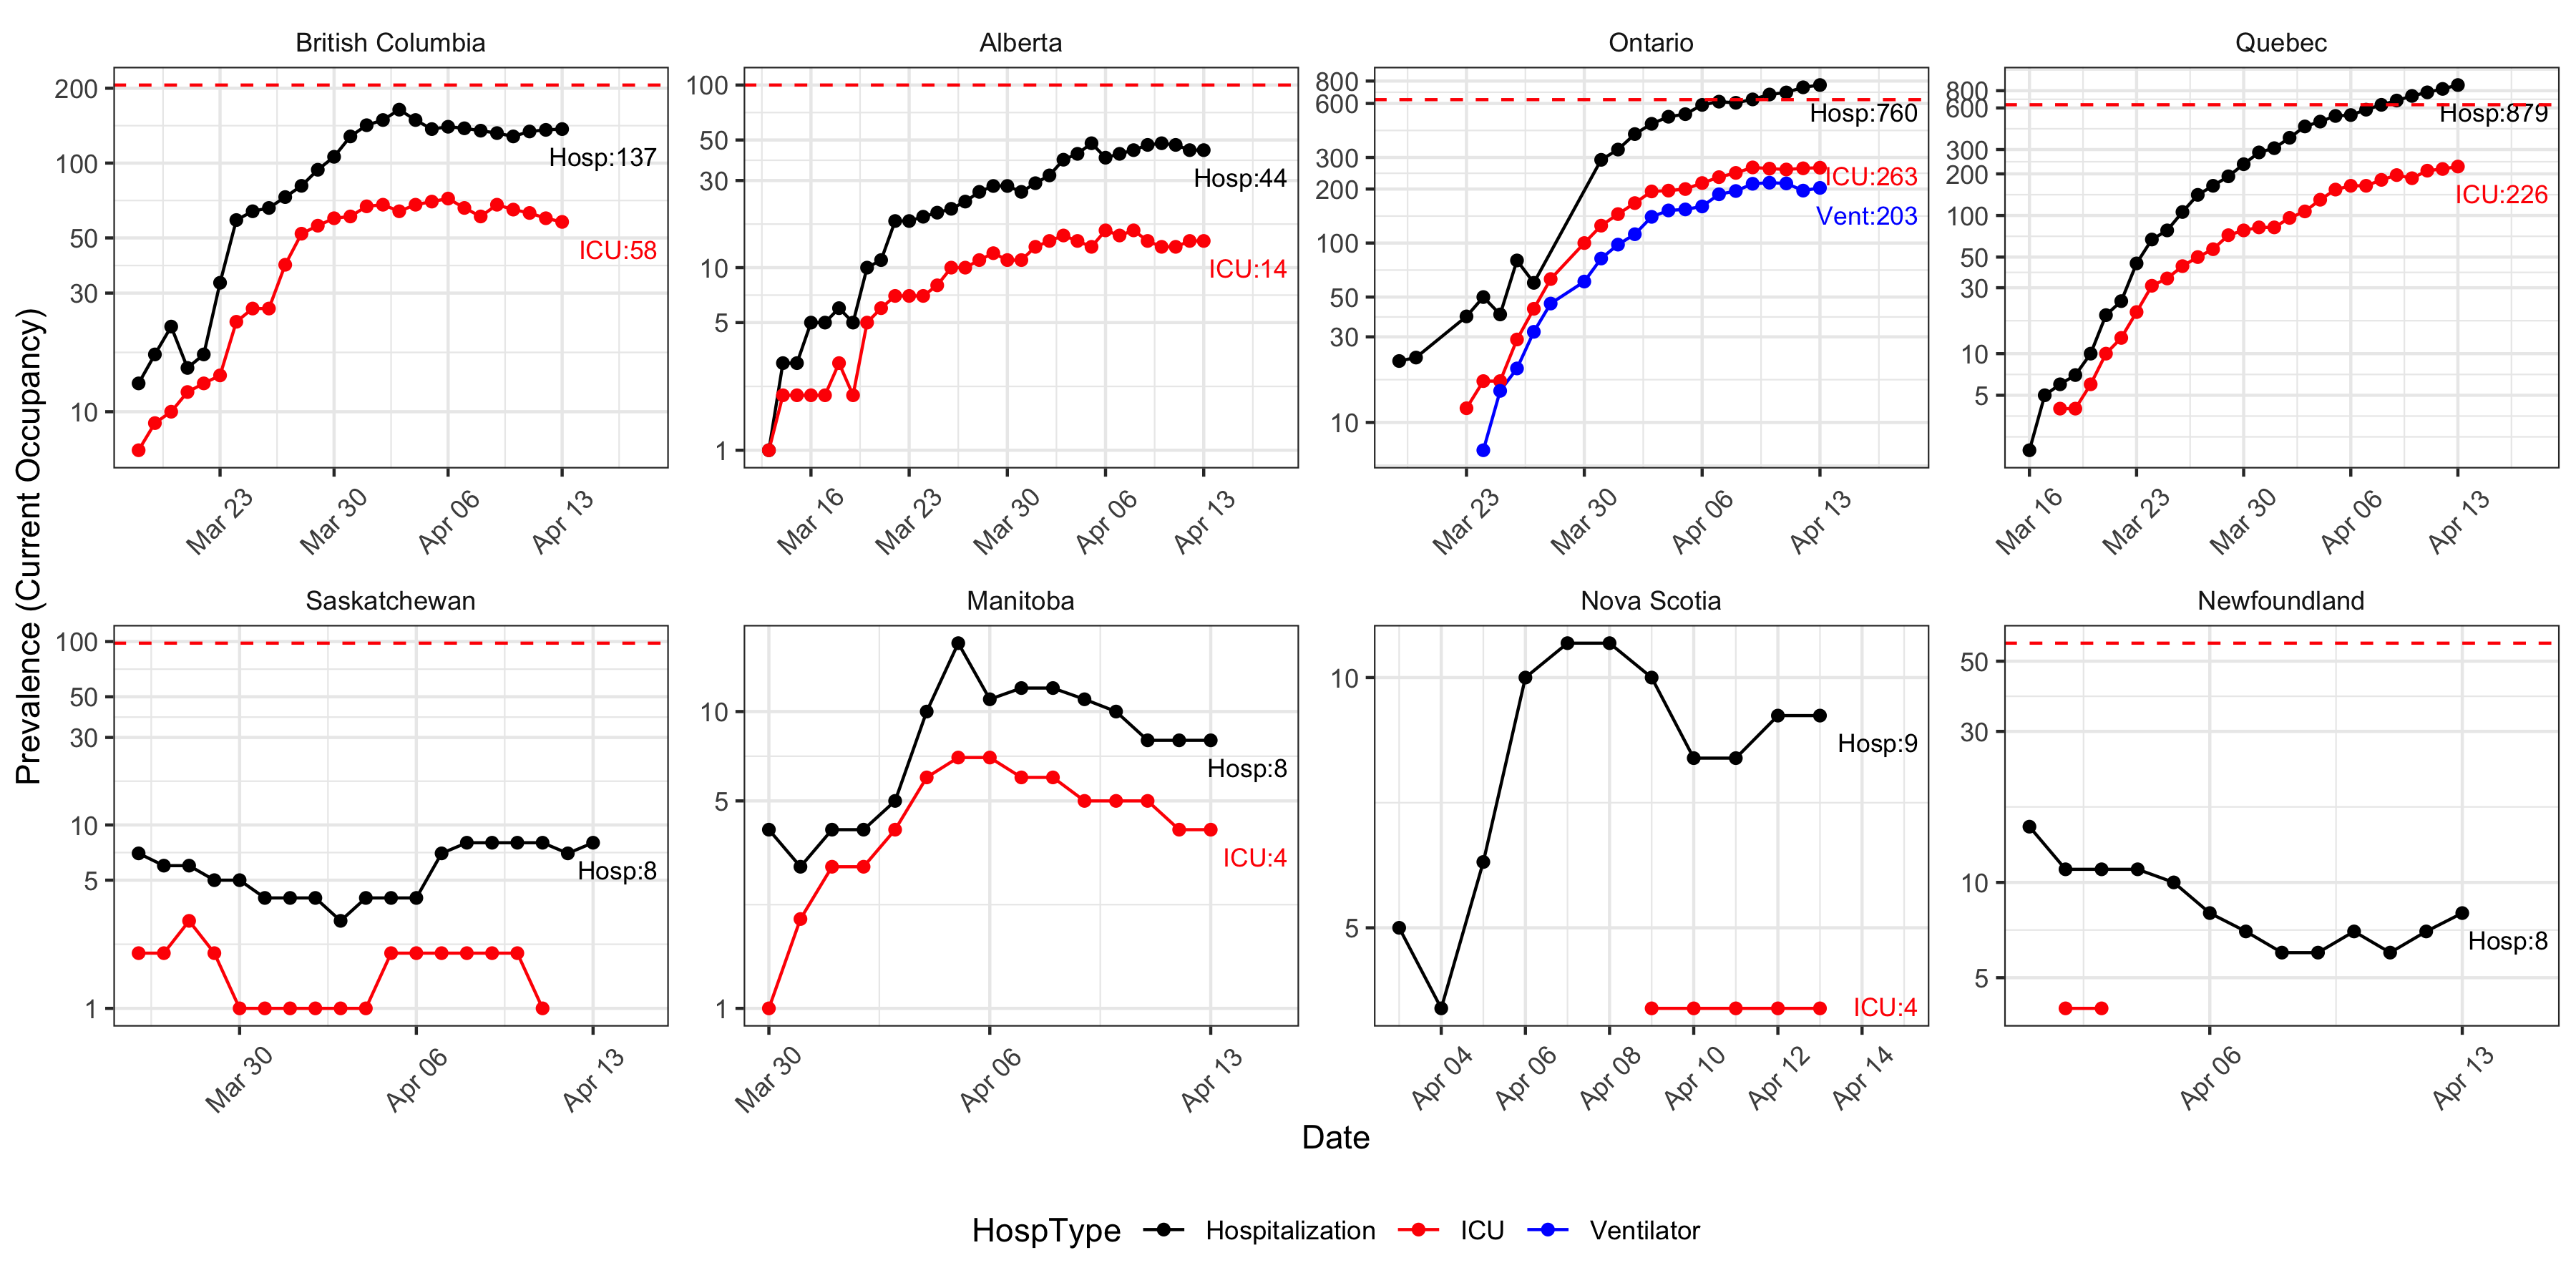 British Columbia
Alberta
Ontario
Quebec
200
100
50
30
10
Hosp:137
ICU:58
Mar 23
Mar 30
Apr 06
Apr 13
100
50
30
10
5
1
Hosp:44
ICU:14
Mar 16
Mar 23
Mar 30
Apr 06
Apr 13
800
600
300
200
100
50
30
10
Hosp:760
ICU:263
Vent:203
Mar 23
Mar 30
Apr 06
Apr 13
800
600
300
200
100
50
30
10
5
Hosp:879
ICU:226
Mar 16
Mar 23
Mar 30
Apr 06
Apr 13
Prevalence (Current Occupancy)
Saskatchewan
Manitoba
Nova Scotia
Newfoundland
100
50
30
10
5
1
Hosp:8
Mar 30
Apr 06
Apr 13
10
5
1
Hosp:8
ICU:4
Mar 30
Apr 06
Apr 13
10
5
Hosp:9
ICU:4
Apr 04
Apr 06
Apr 08
Apr 10
Apr 12
Apr 14
50
30
10
5
Hosp:8
Apr 06
Apr 13
Date
HospType Hospitalization ICU Ventilator